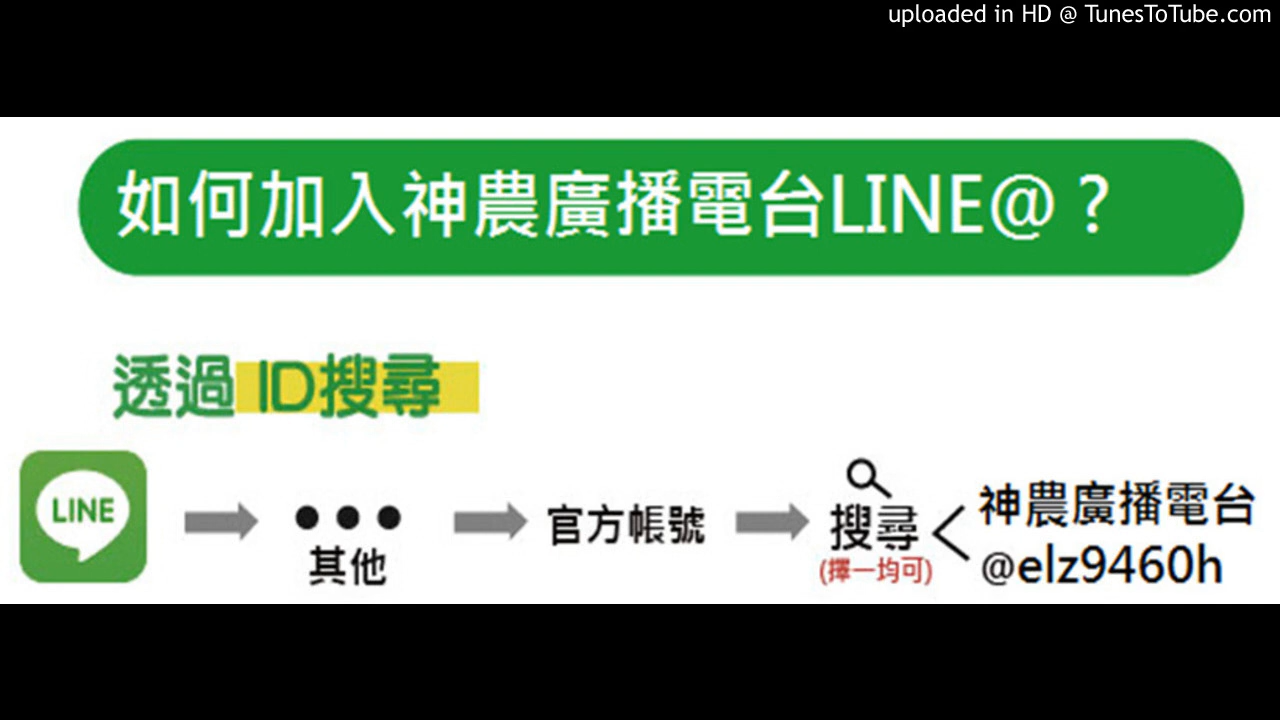 uploaded in HD @ TunesToTube.com
如何加入神農廣播電台LINE@?
透過 ID搜尋
LINE
其他
官方帳號
搜尋
(擇一均可)
神農廣播電台
@elz9460h